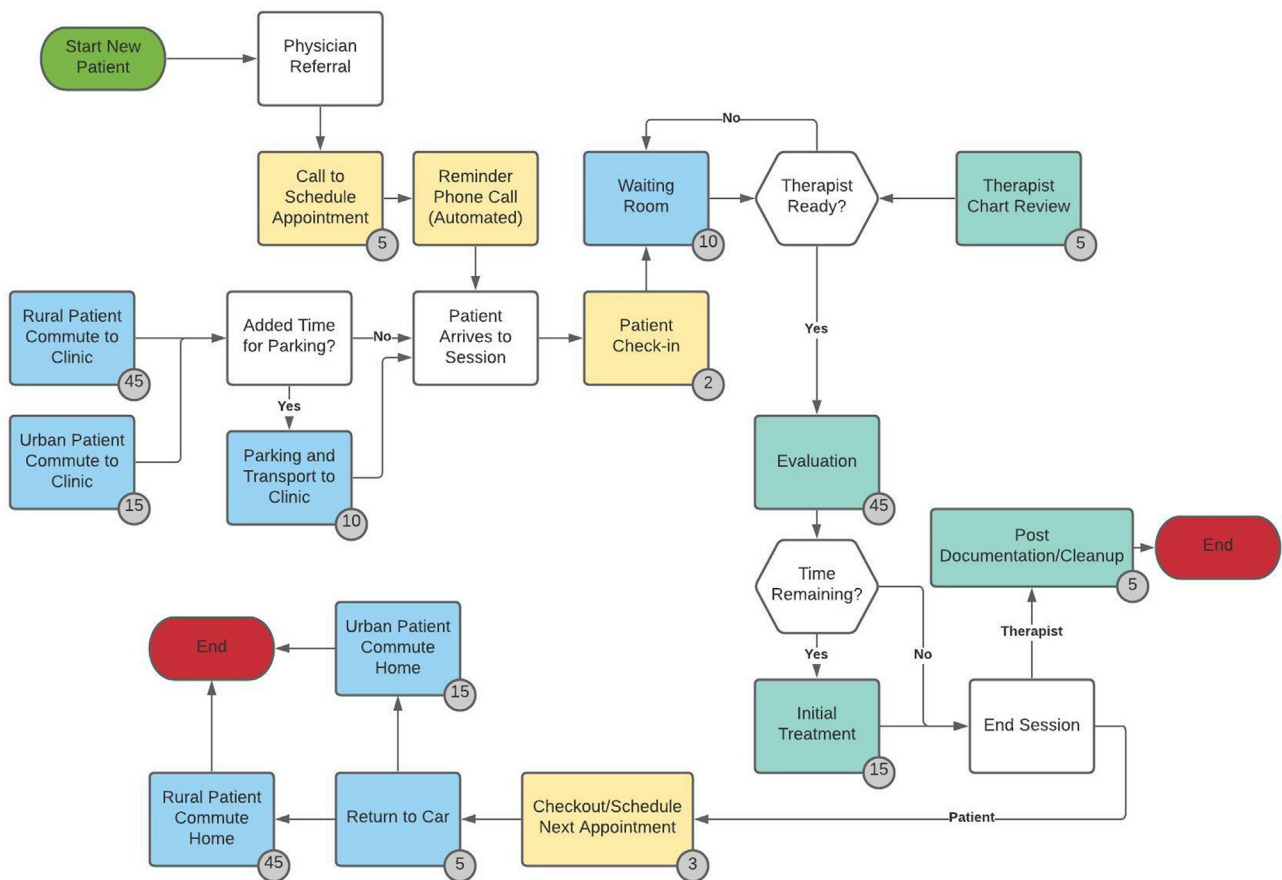 Start New
Patient
Physician
Referral
No
Call to
Schedule
Appointment
5
Reminder
Phone Call
(Automated)
Waiting
Room
10
Therapist
Ready?
Therapist
Chart Review
5
Rural Patient
Commute to
Clinic
45
Added Time
for Parking?
No
Patient
Arrives to
Session
Patient
Check-in
2
Yes
Yes
Urban Patient
Commute to
Clinic
15
Parking and
Transport to
Clinic
10
Evaluation
45
Time
Remaining?
Post
Documentation/Cleanup
5
End
Therapist
Yes
No
End
Urban Patient
Commute
Home
15
Initial
Treatment
15
End Session
Rural Patient
Commute
Home
45
Return to Car
5
Checkout/Schedule
Next Appointment
3
Patient